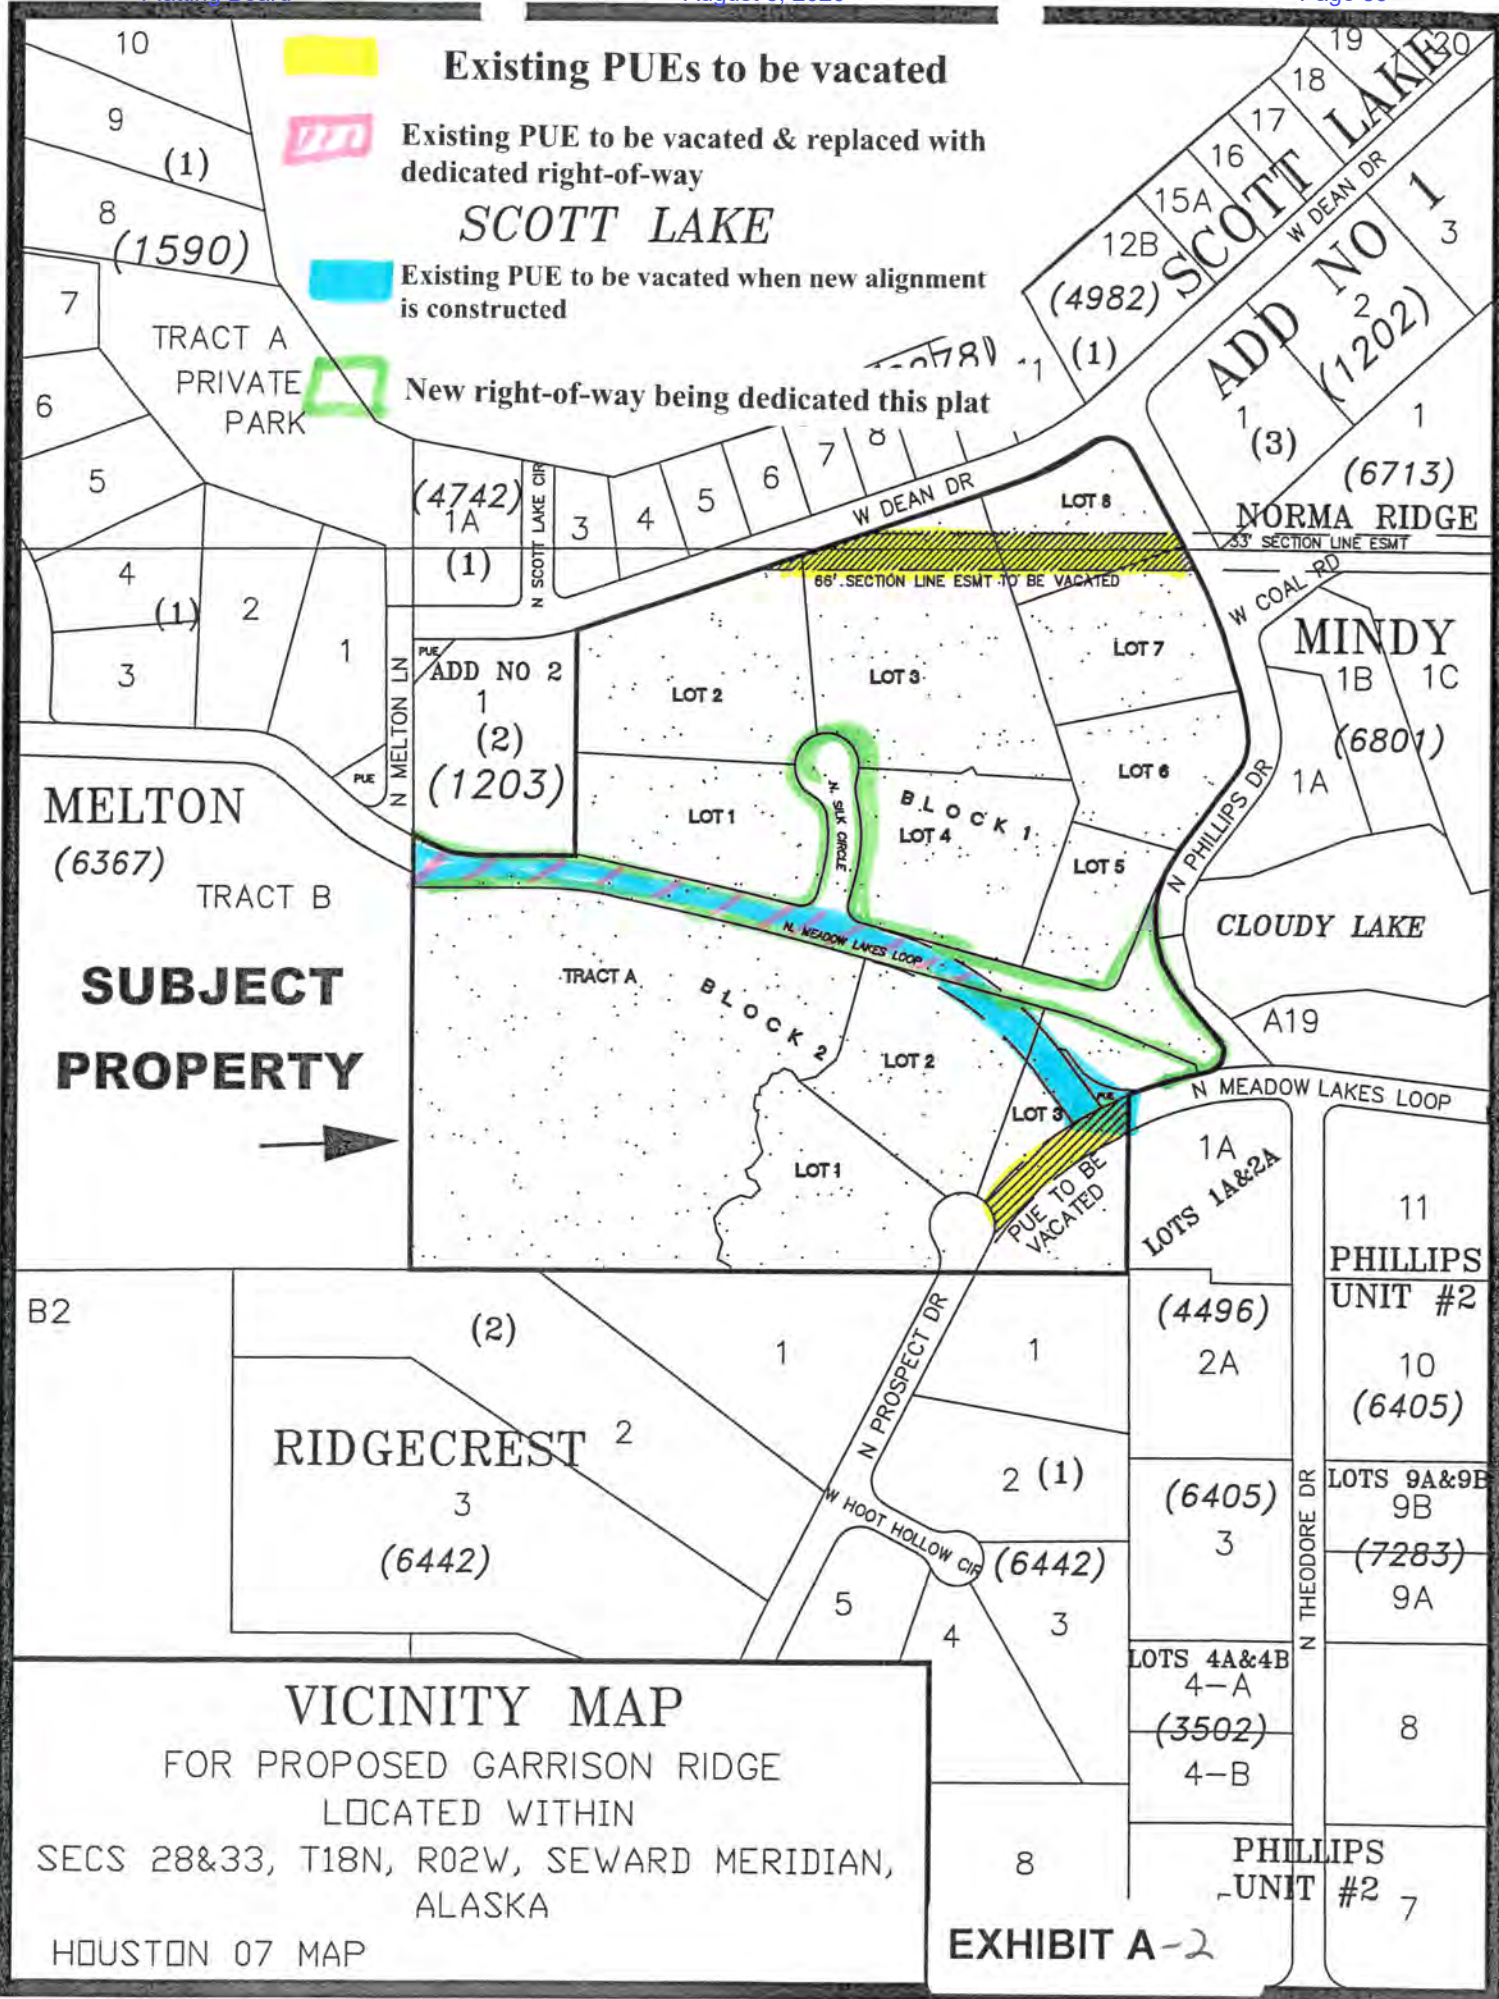 10
9
(1)
8
(1590)
7
TRACT A
PRIVATE
PARK
6
5
4
(1)
2
1
3
Existing PUEs to be vacated
Existing PUE to be vacated & replaced with
dedicated right-of-way
SCOTT LAKE
Existing PUE to be vacated when new alignment
is constructed
New right-of-way being dedicated this plat
19
20
18
17
16
15A
12B
(4982)
(1)
SCOTT LAKE
W DEAN DR
ADD NO 1
3
2
(1202)
1
(3)
1
(6713)
NORMA RIDGE
33' SECTION LINE ESMT
W COAL RD
(4742)
1A
(1)
N SCOTT LAKE CIR
3
4
5
6
7
8
W DEAN DR
LOT 8
66' SECTION LINE ESMT TO BE VACATED
MINDY
1B
1C
(6801)
1A
N MELTON LN
PUE
ADD NO 2
1
(2)
(1203)
PUE
LOT 2
LOT 3
LOT 7
LOT 6
LOT 1
N. SILK CIRCLE
BLOCK 1
LOT 4
LOT 5
N PHILLIPS DR
MELTON
(6367)
TRACT B
CLOUDY LAKE
N. MEADOW LAKES LOOP
SUBJECT
PROPERTY
TRACT A
BLOCK 2
LOT 2
A19
LOT 3
PUE
N MEADOW LAKES LOOP
LOT 1
PUE TO BE
VACATED
1A
LOTS 1A&2A
11
PHILLIPS
UNIT #2
B2
(2)
1
N PROSPECT DR
1
(4496)
2A
10
(6405)
RIDGECREST
2
3
(6442)
2 (1)
W HOOT HOLLOW CIR
(6442)
5
4
3
(6405)
3
N THEODORE DR
LOTS 9A&9B
9B
(7283)
9A
LOTS 4A&4B
4-A
(3502)
4-B
8
8
PHILLIPS
UNIT #2
7
VICINITY MAP
FOR PROPOSED GARRISON RIDGE
LOCATED WITHIN
SECS 28&33, T18N, R02W, SEWARD MERIDIAN,
ALASKA
HOUSTON 07 MAP
EXHIBIT A-2